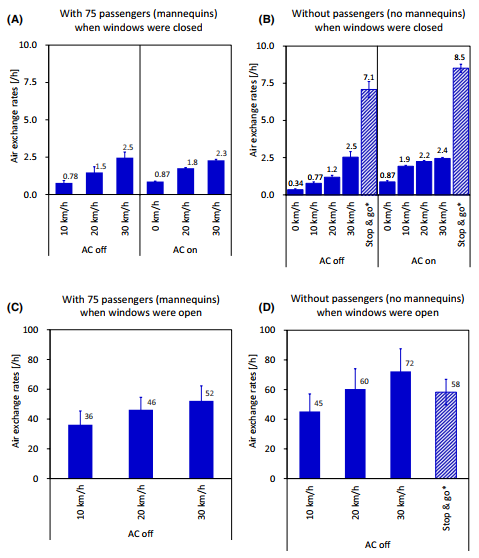 (A)
With 75 passengers (mannequins)
when windows were closed
Air exchange rates [/h]
10.0
7.5
5.0
2.5
0.0
0.78
1.5
2.5
0.87
1.8
2.3
10 km/h
20 km/h
30 km/h
0 km/h
20 km/h
30 km/h
AC off
AC on
(B)
Without passengers (no mannequins)
when windows were closed
Air exchange rates [/h]
10.0
7.5
5.0
2.5
0.0
0.34
0.77
1.2
2.5
7.1
0.87
1.9
2.2
2.4
8.5
0 km/h
10 km/h
20 km/h
30 km/h
Stop & go*
0 km/h
10 km/h
20 km/h
30 km/h
Stop & go*
AC off
AC on
(C)
With 75 passengers (mannequins)
when windows were open
Air exchange rates [/h]
100
80
60
40
20
0
36
46
52
10 km/h
20 km/h
30 km/h
AC off
(D)
Without passengers (no mannequins)
when windows were open
Air exchange rates [/h]
100
80
60
40
20
0
45
60
72
58
10 km/h
20 km/h
30 km/h
Stop & go*
AC off